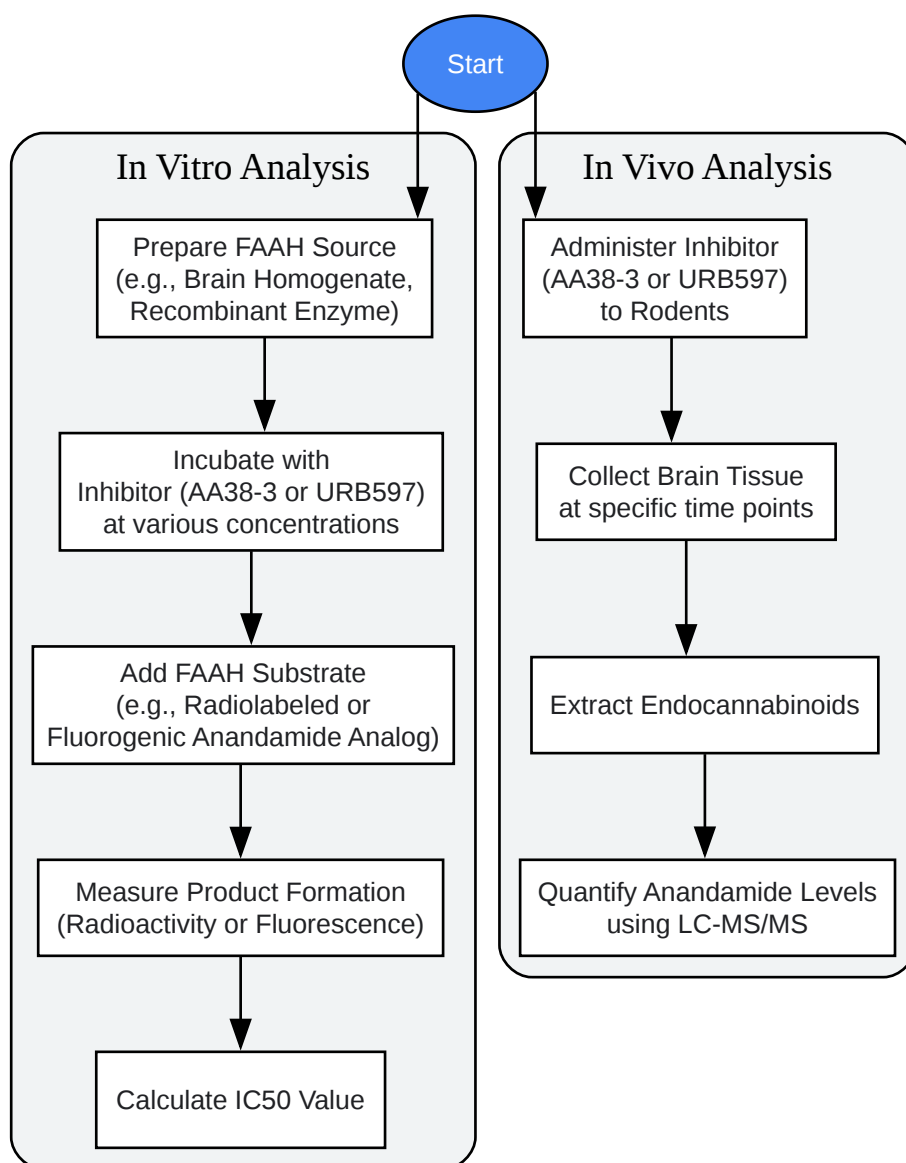 Start
In Vitro Analysis
Prepare FAAH Source
(e.g., Brain Homogenate,
Recombinant Enzyme)
Incubate with
Inhibitor (AA38-3 or URB597)
at various concentrations
Add FAAH Substrate
(e.g., Radiolabeled or
Fluorogenic Anandamide Analog)
Measure Product Formation
(Radioactivity or Fluorescence)
Calculate IC50 Value
In Vivo Analysis
Administer Inhibitor
(AA38-3 or URB597)
to Rodents
Collect Brain Tissue
at specific time points
Extract Endocannabinoids
Quantify Anandamide Levels
using LC-MS/MS